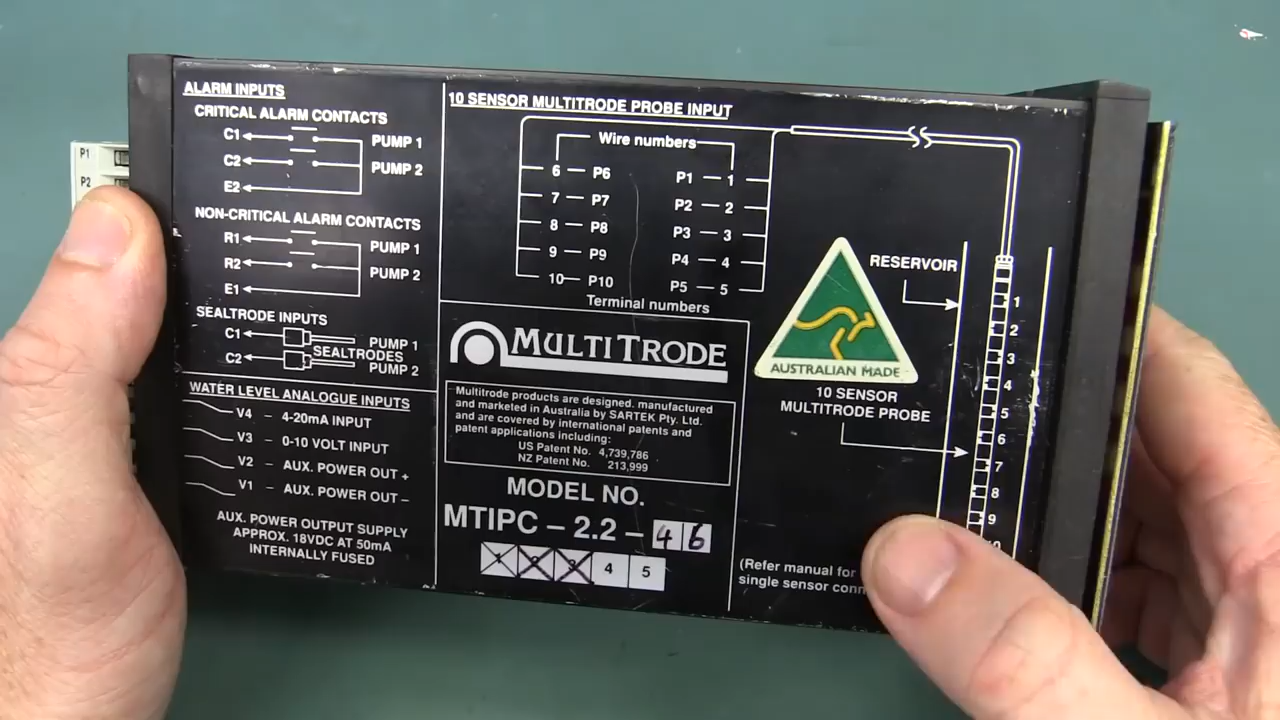 P1
P2
ALARM INPUTS
CRITICAL ALARM CONTACTS
C1 PUMP 1
C2 PUMP 2
E2
NON-CRITICAL ALARM CONTACTS
R1 PUMP 1
R2 PUMP 2
E1
SEALTRODE INPUTS
C1 PUMP 1
SEALTRODES
C2 PUMP 2
WATER LEVEL ANALOGUE INPUTS
V4 – 4-20mA INPUT
V3 – 0-10 VOLT INPUT
V2 – AUX. POWER OUT +
V1 – AUX. POWER OUT –
AUX. POWER OUTPUT SUPPLY
APPROX. 18VDC AT 50mA
INTERNALLY FUSED
10 SENSOR MULTITRODE PROBE INPUT
Wire numbers
6 – P6 P1 – 1
7 – P7 P2 – 2
8 – P8 P3 – 3
9 – P9 P4 – 4
10 – P10 P5 – 5
Terminal numbers
MULTITRODE
Multitrode products are designed, manufactured
and marketed in Australia by SARTEK Pty. Ltd.
and are covered by international patents and
patent applications including:
US Patent No. 4,739,786
NZ Patent No. 213,999
MODEL NO.
MTIPC – 2.2 – 46
1 2 3 4 5
RESERVOIR
AUSTRALIAN MADE
10 SENSOR
MULTITRODE PROBE
1
2
3
4
5
6
7
8
9
(Refer manual for
single sensor